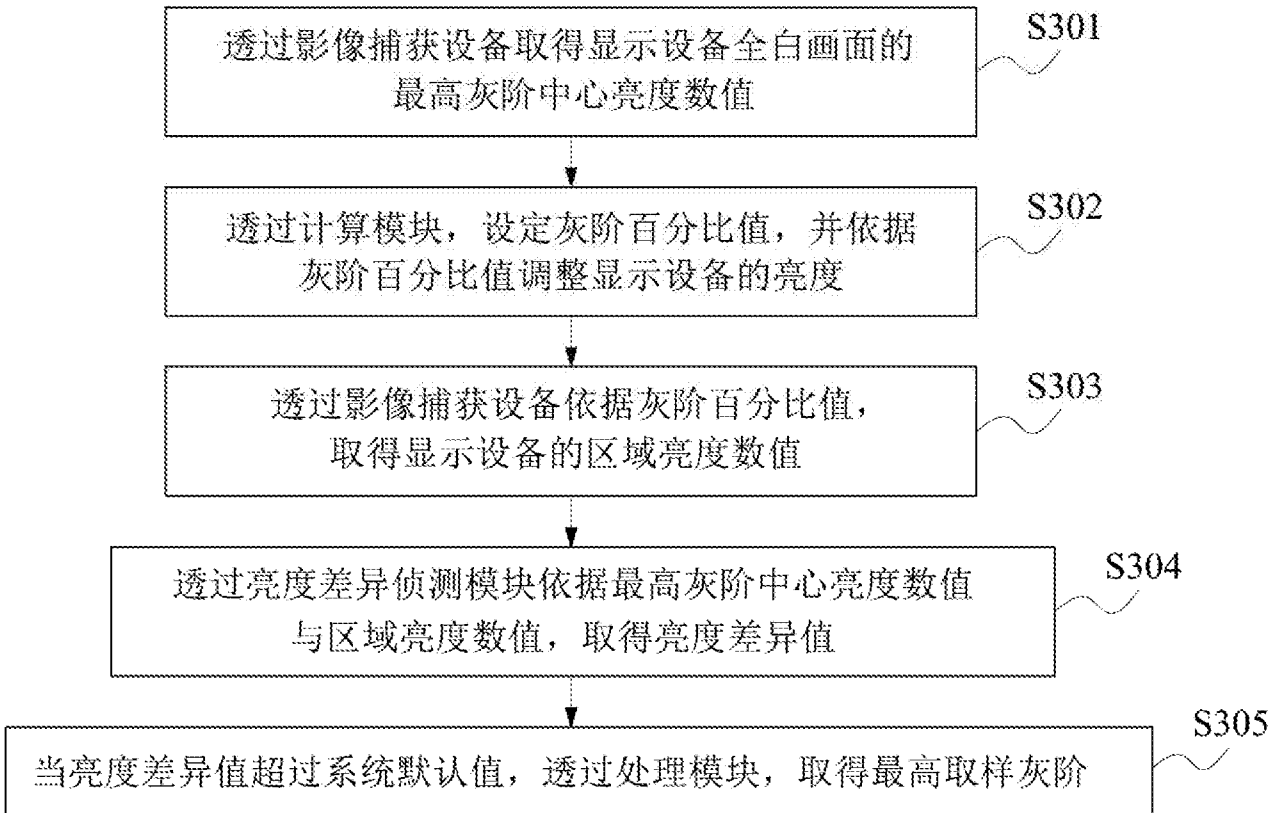 透过影像捕获设备取得显示设备全白画面的
最高灰阶中心亮度数值
S301
透过计算模块，设定灰阶百分比值，并依据
灰阶百分比值调整显示设备的亮度
S302
透过影像捕获设备依据灰阶百分比值，
取得显示设备的区域亮度数值
S303
透过亮度差异侦测模块依据最高灰阶中心亮度数值
与区域亮度数值，取得亮度差异值
S304
当亮度差异值超过系统默认值，透过处理模块，取得最高取样灰阶
S305